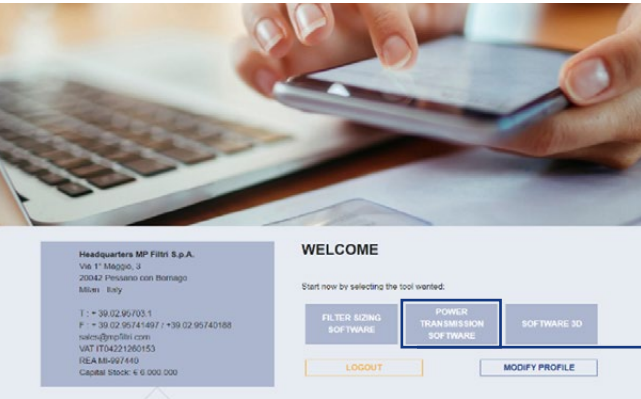 Headquarters MP Filtri S.p.A.
Via 1° Maggio, 3
20042 Pessano con Bornago
Milan Italy
T : + 39.02.95703.1
F : + 39.02.95741497 / +39.02.95740188
sales@mpfiltri.com
VAT IT04221260153
REA MI-997440
Capital Stock: € 6.000.000
WELCOME
Start now by selecting the tool wanted:
FILTER SIZING
SOFTWARE
POWER
TRANSMISSION
SOFTWARE
SOFTWARE 3D
LOGOUT
MODIFY PROFILE